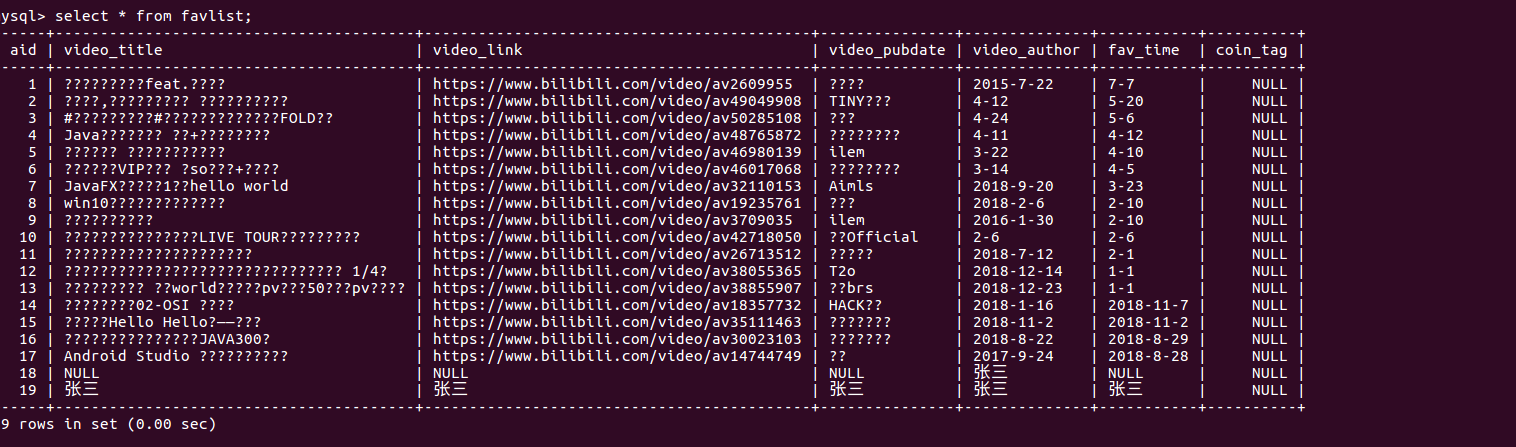 ysql> select * from favlist;
-----+------------------------------------------+--------------------------------------------+---------------+--------------+-----------+----------+
 aid | video_title | video_link | video_pubdate | video_author | fav_time | coin_tag |
-----+------------------------------------------+--------------------------------------------+---------------+--------------+-----------+----------+
1 | ?????????feat.???? | https://www.bilibili.com/video/av2609955 | ???? | 2015-7-22 | 7-7 | NULL |
2 | ????,????????? ?????????? | https://www.bilibili.com/video/av49049908 | TINY??? | 4-12 | 5-20 | NULL |
3 | #?????????#?????????????FOLD?? | https://www.bilibili.com/video/av50285108 | ??? | 4-24 | 5-6 | NULL |
4 | Java??????? ??+???????? | https://www.bilibili.com/video/av48765872 | ???????? | 4-11 | 4-12 | NULL |
5 | ?????? ??????????? | https://www.bilibili.com/video/av46980139 | ilem | 3-22 | 4-10 | NULL |
6 | ??????VIP??? ?so???+???? | https://www.bilibili.com/video/av46017068 | ???????? | 3-14 | 4-5 | NULL |
7 | JavaFX?????1??hello world | https://www.bilibili.com/video/av32110153 | Aimls | 2018-9-20 | 3-23 | NULL |
8 | win10????????????? | https://www.bilibili.com/video/av19235761 | ??? | 2018-2-6 | 2-10 | NULL |
9 | ?????????? | https://www.bilibili.com/video/av3709035 | ilem | 2016-1-30 | 2-10 | NULL |
10 | ???????????????LIVE TOUR????????? | https://www.bilibili.com/video/av42718050 | ??Official | 2-6 | 2-6 | NULL |
11 | ????????????????????? | https://www.bilibili.com/video/av26713512 | ????? | 2018-7-12 | 2-1 | NULL |
12 | ??????????????????????????????? 1/4? | https://www.bilibili.com/video/av38055365 | T2o | 2018-12-14 | 1-1 | NULL |
13 | ????????? ??world?????pv???50???pv???? | https://www.bilibili.com/video/av38855907 | ??brs | 2018-12-23 | 1-1 | NULL |
14 | ????????02-OSI ???? | https://www.bilibili.com/video/av18357732 | HACK?? | 2018-1-16 | 2018-11-7 | NULL |
15 | ?????Hello Hello?——??? | https://www.bilibili.com/video/av35111463 | ??????? | 2018-11-2 | 2018-11-2 | NULL |
16 | ???????????????JAVA300? | https://www.bilibili.com/video/av30023103 | ??????? | 2018-8-22 | 2018-8-29 | NULL |
17 | Android Studio ?????????? | https://www.bilibili.com/video/av14744749 | ?? | 2017-9-24 | 2018-8-28 | NULL |
18 | NULL | NULL | NULL | 张三 | NULL | NULL |
19 | 张三 | 张三 | 张三 | 张三 | 张三 | NULL |
-----+------------------------------------------+--------------------------------------------+---------------+--------------+-----------+----------+
9 rows in set (0.00 sec)